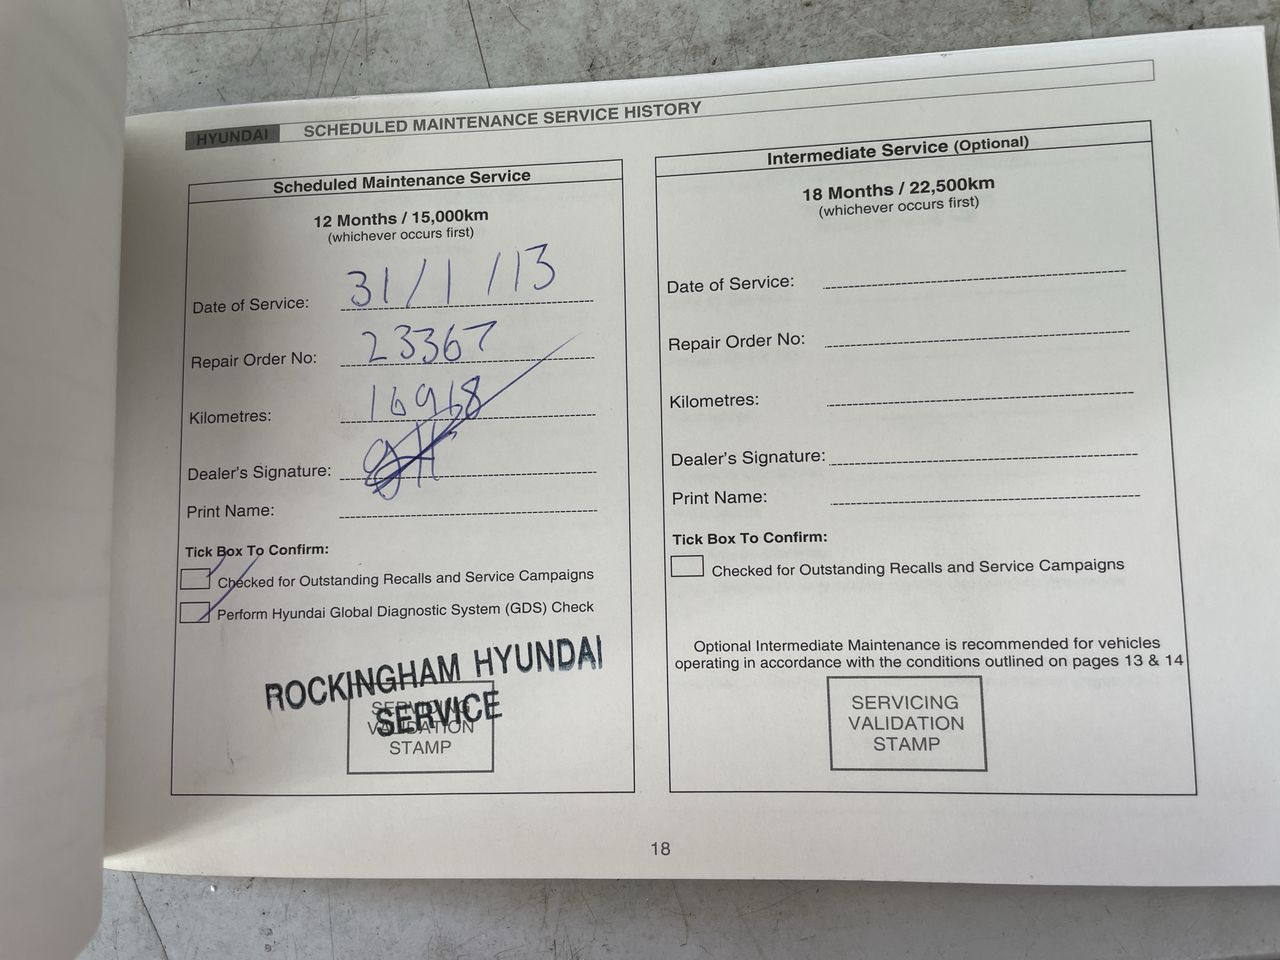 HYUNDAI SCHEDULED MAINTENANCE SERVICE HISTORY
Scheduled Maintenance Service
12 Months / 15,000km
(whichever occurs first)
Date of Service: 31/1/13
Repair Order No: 23367
Kilometres: 16968
Dealer's Signature:
Print Name:
Tick Box To Confirm:
Checked for Outstanding Recalls and Service Campaigns
Perform Hyundai Global Diagnostic System (GDS) Check
ROCKINGHAM HYUNDAI
SERVICE
SERVICING
VALIDATION
STAMP
Intermediate Service (Optional)
18 Months / 22,500km
(whichever occurs first)
Date of Service:
Repair Order No:
Kilometres:
Dealer's Signature:
Print Name:
Tick Box To Confirm:
Checked for Outstanding Recalls and Service Campaigns
Optional Intermediate Maintenance is recommended for vehicles
operating in accordance with the conditions outlined on pages 13 & 14
SERVICING
VALIDATION
STAMP
18